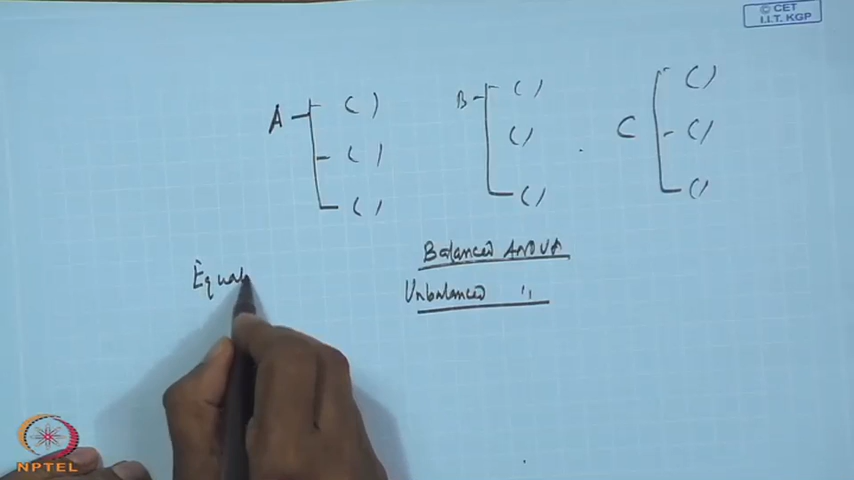 © CET
I.I.T. KGP
A ( ) B ( ) C ( )
( ) ( ) ( )
( ) ( ) ( )
Balanced ANOVA
Equal
Unbalanced "
NPTEL